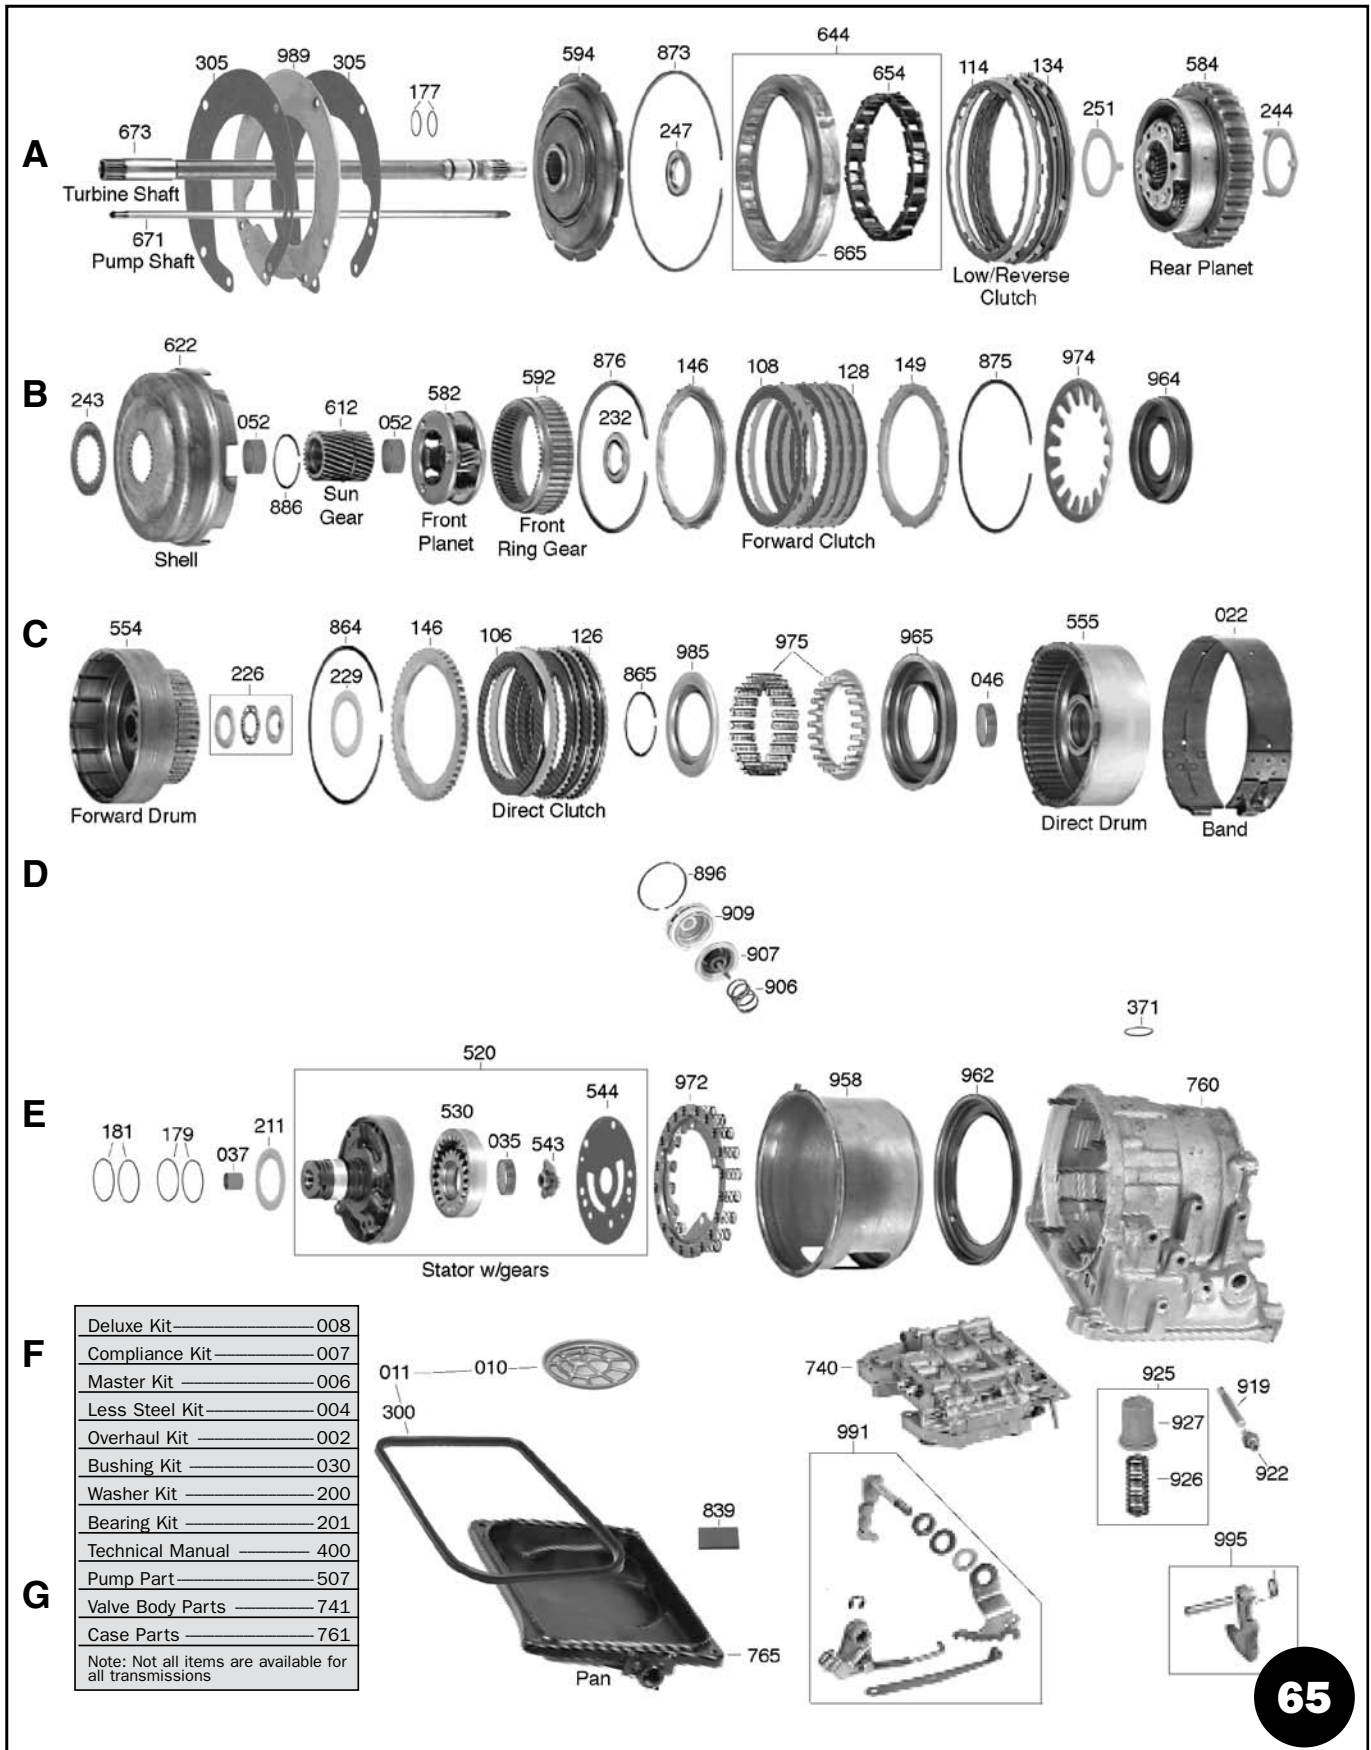 A
305
989
305
177
673
Turbine Shaft
671
Pump Shaft
594
873
247
644
654
665
114
134
Low/Reverse
Clutch
251
584
Rear Planet
244
B
243
622
Shell
052
886
612
Sun
Gear
052
582
Front
Planet
592
Front
Ring Gear
876
232
146
108
128
Forward Clutch
149
875
974
964
C
554
Forward Drum
226
864
229
146
106
126
Direct Clutch
865
985
975
965
046
555
Direct Drum
022
Band
D
896
909
907
906
371
E
181
179
037
211
520
530
035
543
544
Stator w/gears
972
958
962
760
F
Deluxe Kit 008
Compliance Kit 007
Master Kit 006
Less Steel Kit 004
Overhaul Kit 002
Bushing Kit 030
Washer Kit 200
Bearing Kit 201
Technical Manual 400
Pump Part 507
Valve Body Parts 741
Case Parts 761
Note: Not all items are available for
all transmissions
011
010
300
740
925
927
926
919
922
G
839
765
Pan
991
995
65